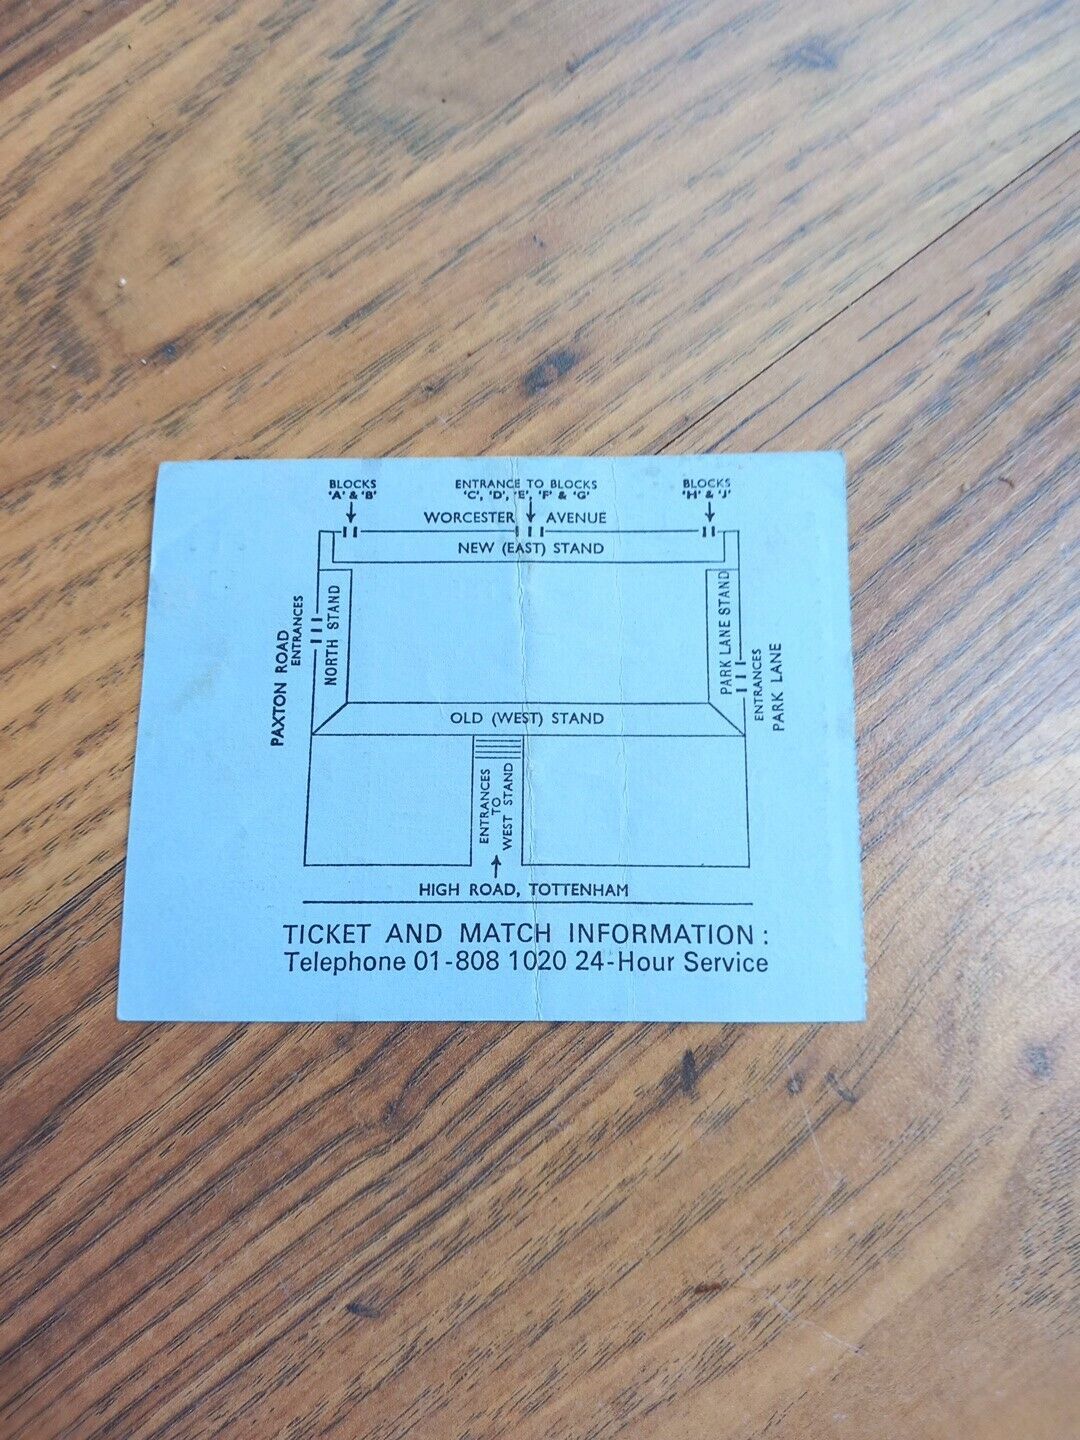 BLOCKS
'A' & 'B'
ENTRANCE TO BLOCKS
'C', 'D', 'E', 'F' & 'G'
BLOCKS
'H' & 'J'
WORCESTER AVENUE
NEW (EAST) STAND
PAXTON ROAD
ENTRANCES
NORTH STAND
PARK LANE STAND
ENTRANCES
PARK LANE
OLD (WEST) STAND
ENTRANCES
TO
WEST STAND
HIGH ROAD, TOTTENHAM
TICKET AND MATCH INFORMATION :
Telephone 01-808 1020 24-Hour Service